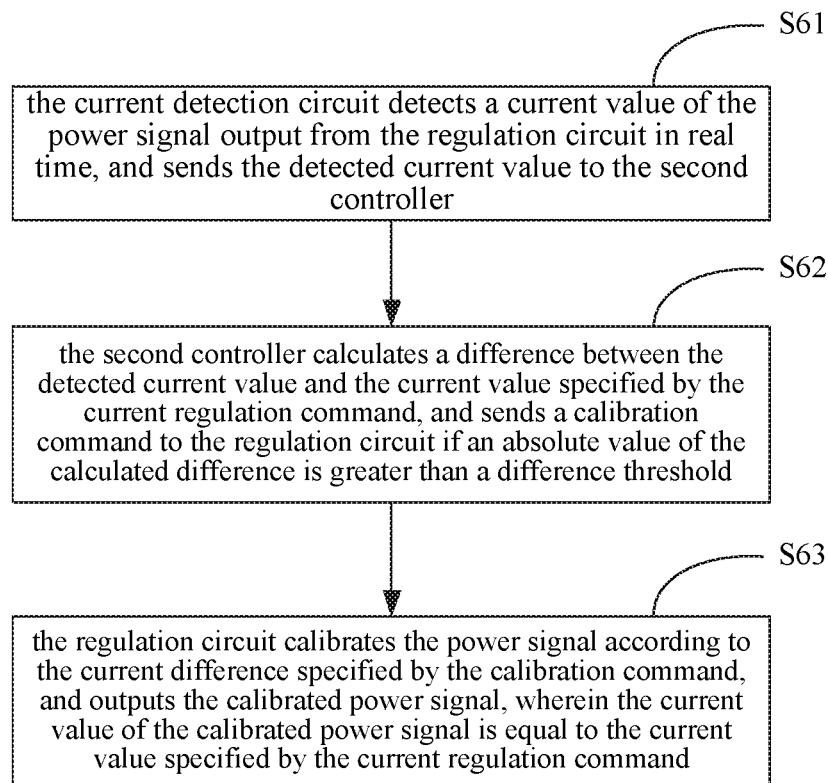 S61
the current detection circuit detects a current value of the
power signal output from the regulation circuit in real
time, and sends the detected current value to the second
controller
S62
the second controller calculates a difference between the
detected current value and the current value specified by the
current regulation command, and sends a calibration
command to the regulation circuit if an absolute value of the
calculated difference is greater than a difference threshold
S63
the regulation circuit calibrates the power signal according to
the current difference specified by the calibration command,
and outputs the calibrated power signal, wherein the current
value of the calibrated power signal is equal to the current
value specified by the current regulation command